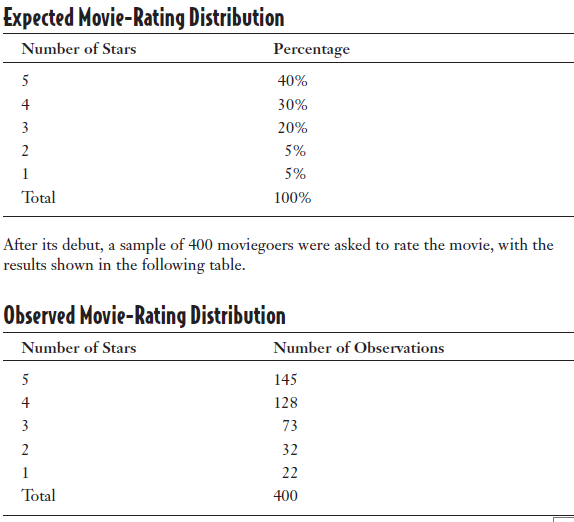 Expected Movie-Rating Distribution
Number of Stars Percentage
5 40%
4 30%
3 20%
2 5%
1 5%
Total 100%
After its debut, a sample of 400 moviegoers were asked to rate the movie, with the
results shown in the following table.
Observed Movie-Rating Distribution
Number of Stars Number of Observations
5 145
4 128
3 73
2 32
1 22
Total 400